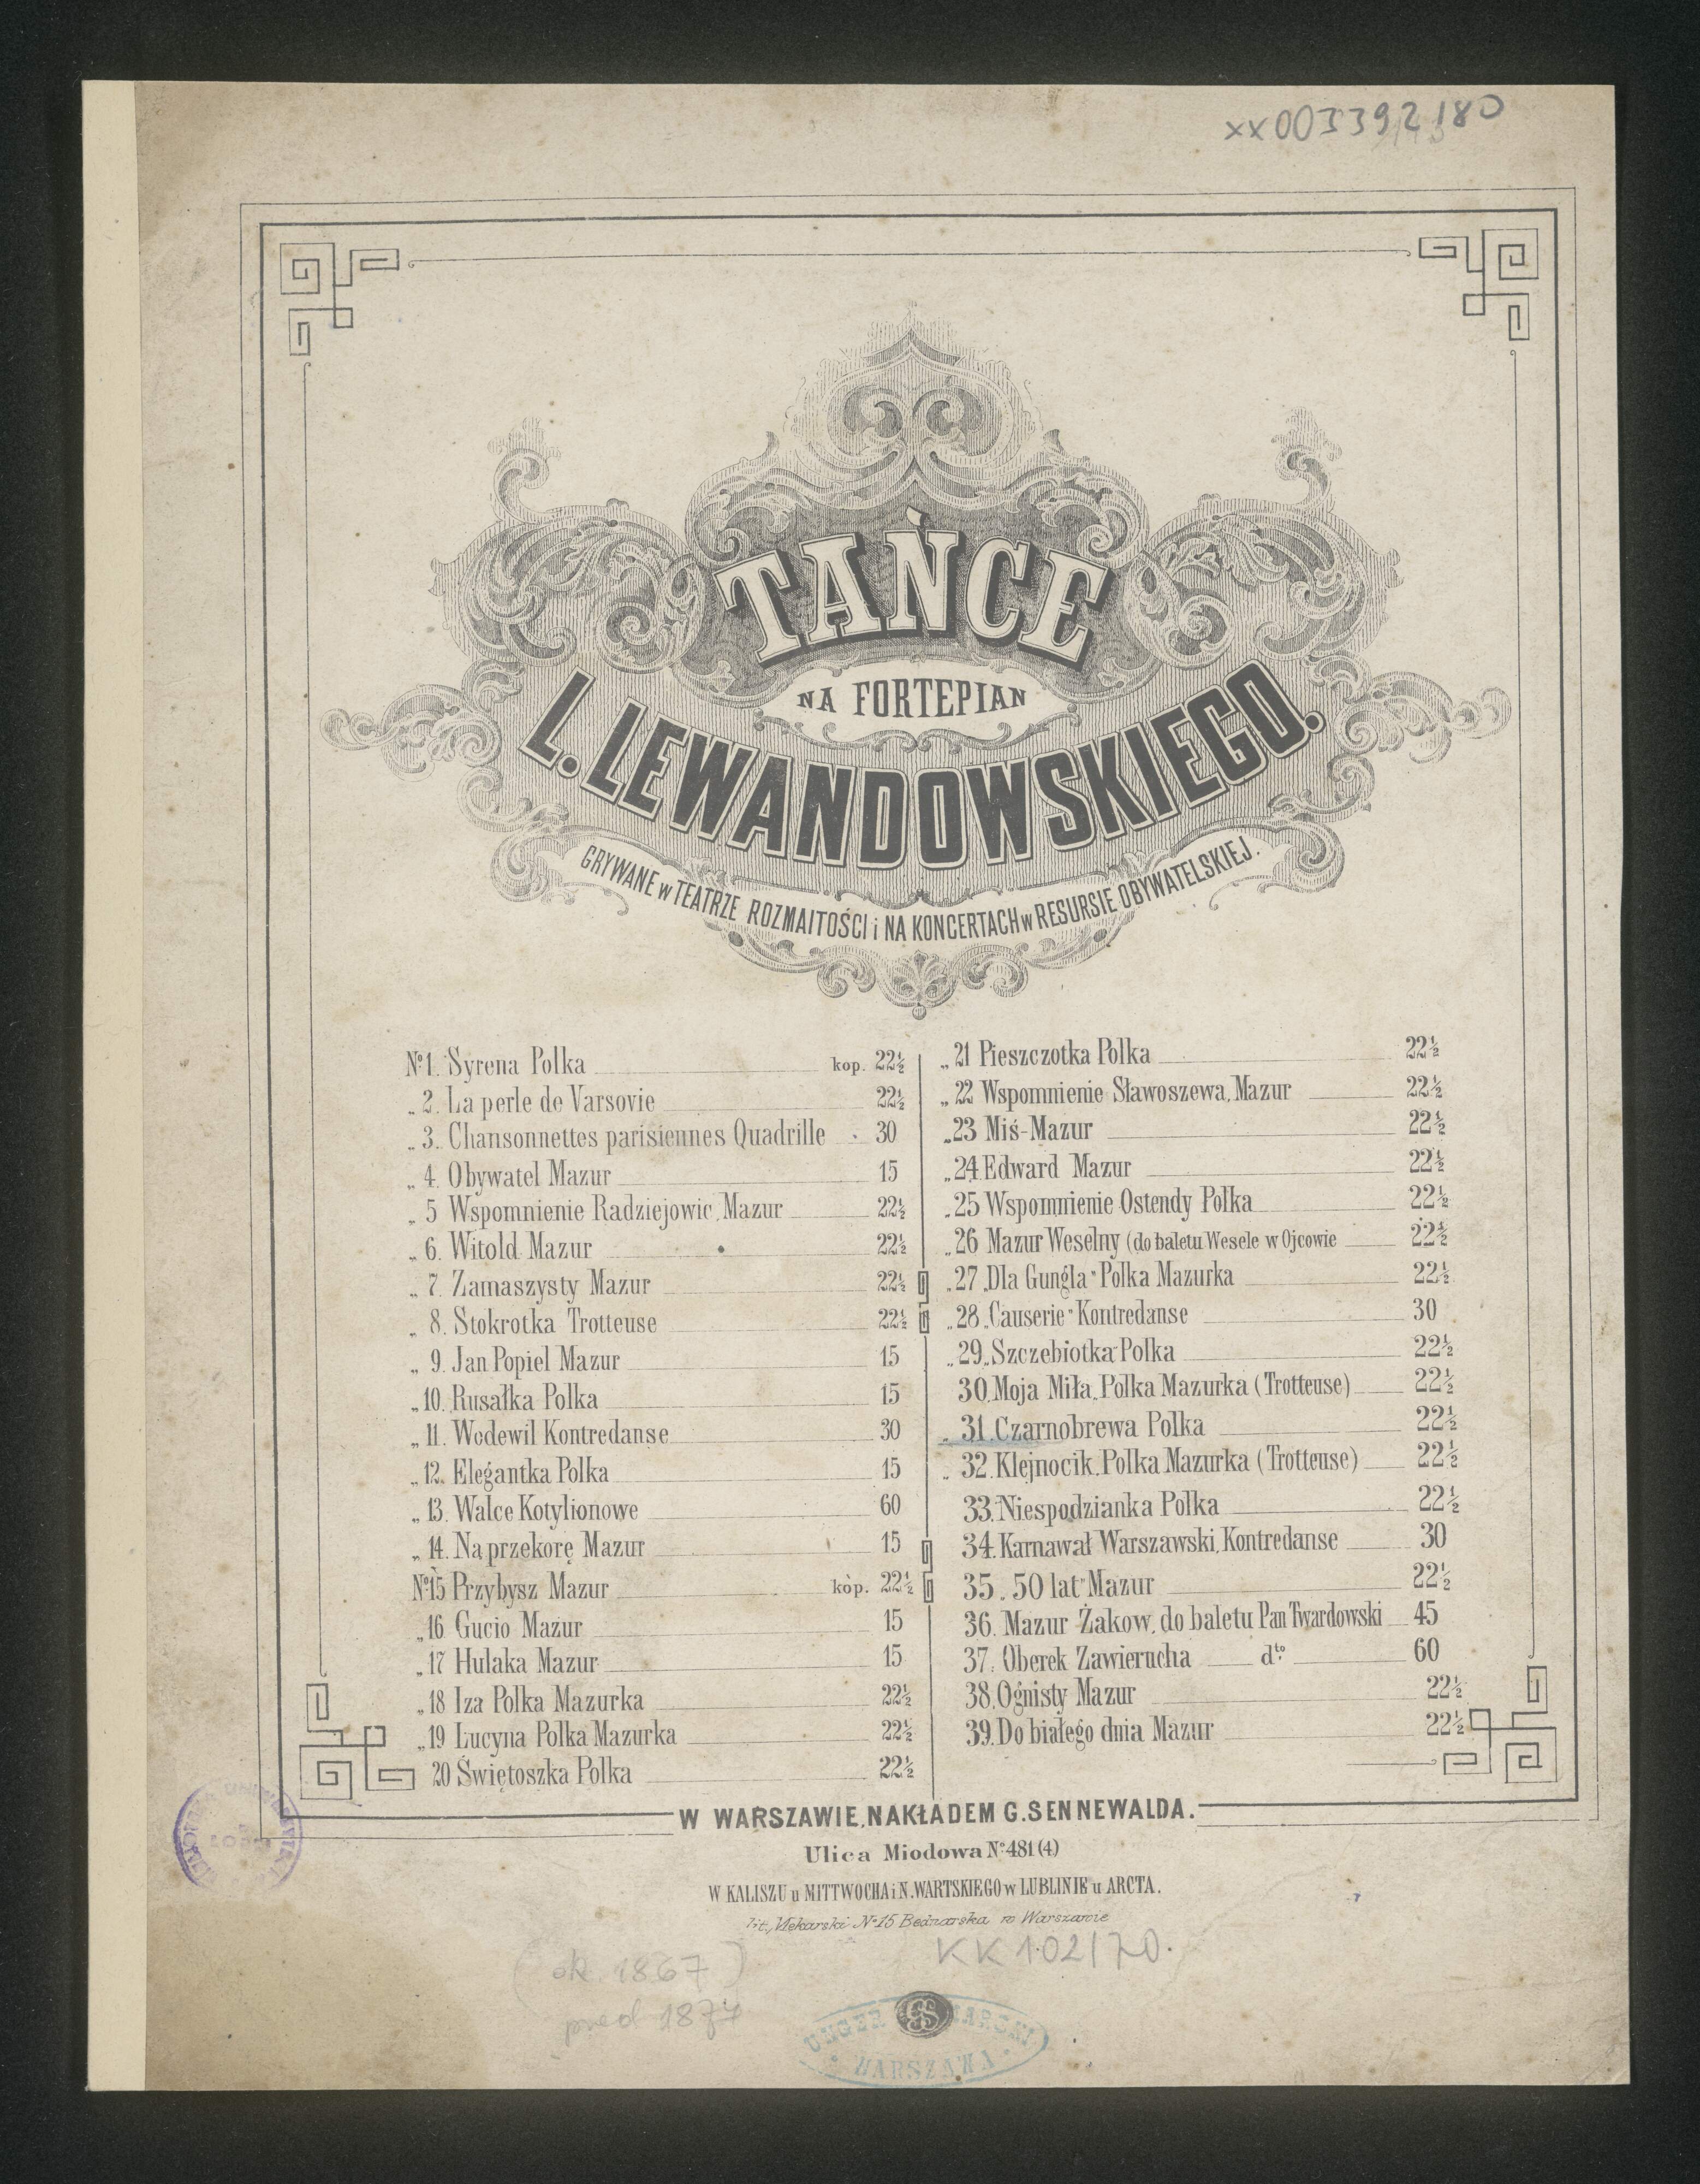 xx003392180
TAŃCE
NA FORTEPIAN
L. LEWANDOWSKIEGO.
GRYWANE w TEATRZE ROZMAITOŚCI i NA KONCERTACH w RESURSIE OBYWATELSKIEJ.
No 1. Syrena Polka kop. 22½
„ 2. La perle de Varsovie 22½
„ 3. Chansonnettes parisiennes Quadrille 30
„ 4. Obywatel Mazur 15
„ 5 Wspomnienie Radziejowic, Mazur 22½
„ 6. Witold Mazur 22½
„ 7. Zamaszysty Mazur 22½
„ 8. Stokrotka Trotteuse 22½
„ 9. Jan Popiel Mazur 15
„ 10. Rusałka Polka 15
„ 11. Wodewil Kontredanse 30
„ 12. Elegantka Polka 15
„ 13. Walce Kotylionowe 60
„ 14. Na przekorę Mazur 15
No 15 Przybysz Mazur kop. 22½
„ 16 Gucio Mazur 15
„ 17 Hulaka Mazur 15
„ 18 Iza Polka Mazurka 22½
„ 19 Lucyna Polka Mazurka 22½
20 Świętoszka Polka 22½
„ 21 Pieszczotka Polka 22½
„ 22 Wspomnienie Sławoszewa, Mazur 22½
„ 23 Miś-Mazur 22½
„ 24 Edward Mazur 22½
„ 25 Wspomnienie Ostendy Polka 22½
„ 26 Mazur Weselny (do baletu Wesele w Ojcowie 22½
„ 27 „Dla Gungla" Polka Mazurka 22½
„ 28 „Causerie" Kontredanse 30
„ 29 „Szczebiotka" Polka 22½
30. Moja Miła, Polka Mazurka (Trotteuse) 22½
„ 31. Czarnobrewa Polka 22½
„ 32. Klejnocik, Polka Mazurka (Trotteuse) 22½
33. Niespodzianka Polka 22½
34. Karnawał Warszawski, Kontredanse 30
35. „50 lat" Mazur 22½
36. Mazur Żakow, do baletu Pan Twardowski 45
37. Oberek Zawierucha dto 60
38. Ognisty Mazur 22½
39. Do białego dnia Mazur 22½
W WARSZAWIE, NAKŁADEM G. SENNEWALDA.
Ulica Miodowa No 481 (4)
W KALISZU u MITTWOCHA i N. WARTSKIEGO w LUBLINIE u ARCTA.
No 15 Bednarska w Warszawie
KK 102/70.
(ok. 1867)
przed 1874
UNGER
GS
WARSZAWA